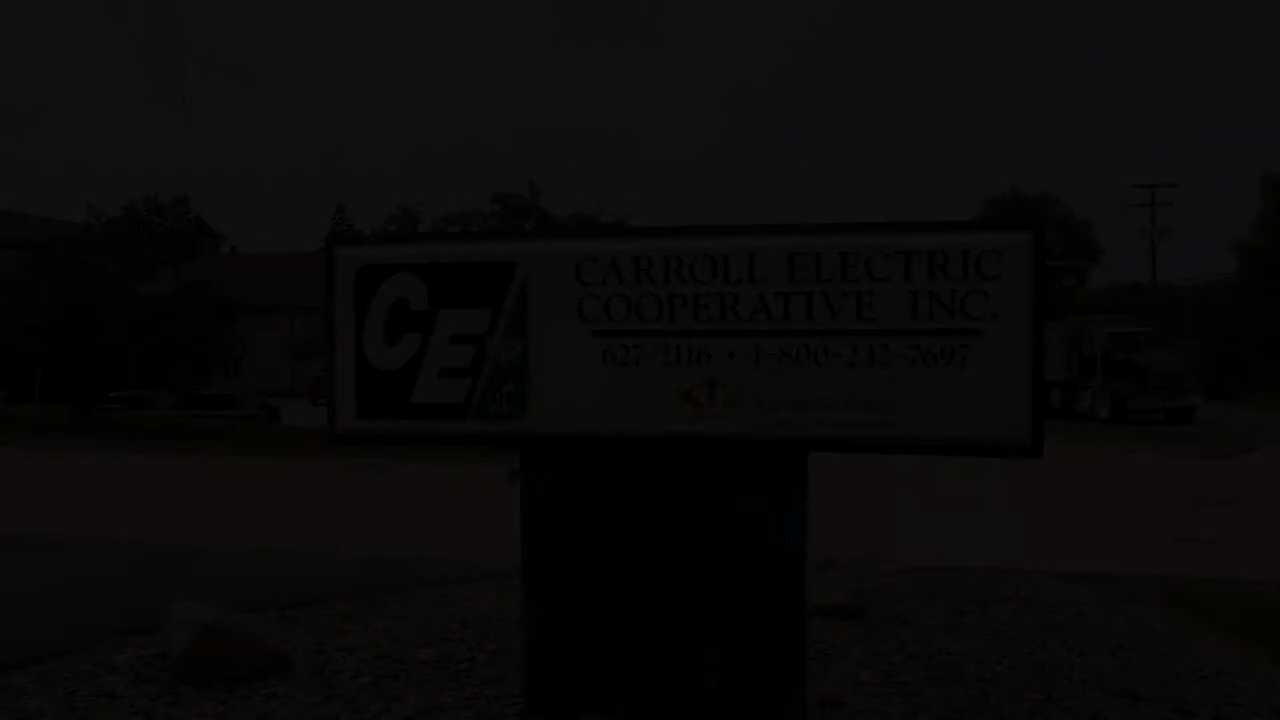 CE
CARROLL ELECTRIC
COOPERATIVE INC.
627-2116 • 1-800-232-7697